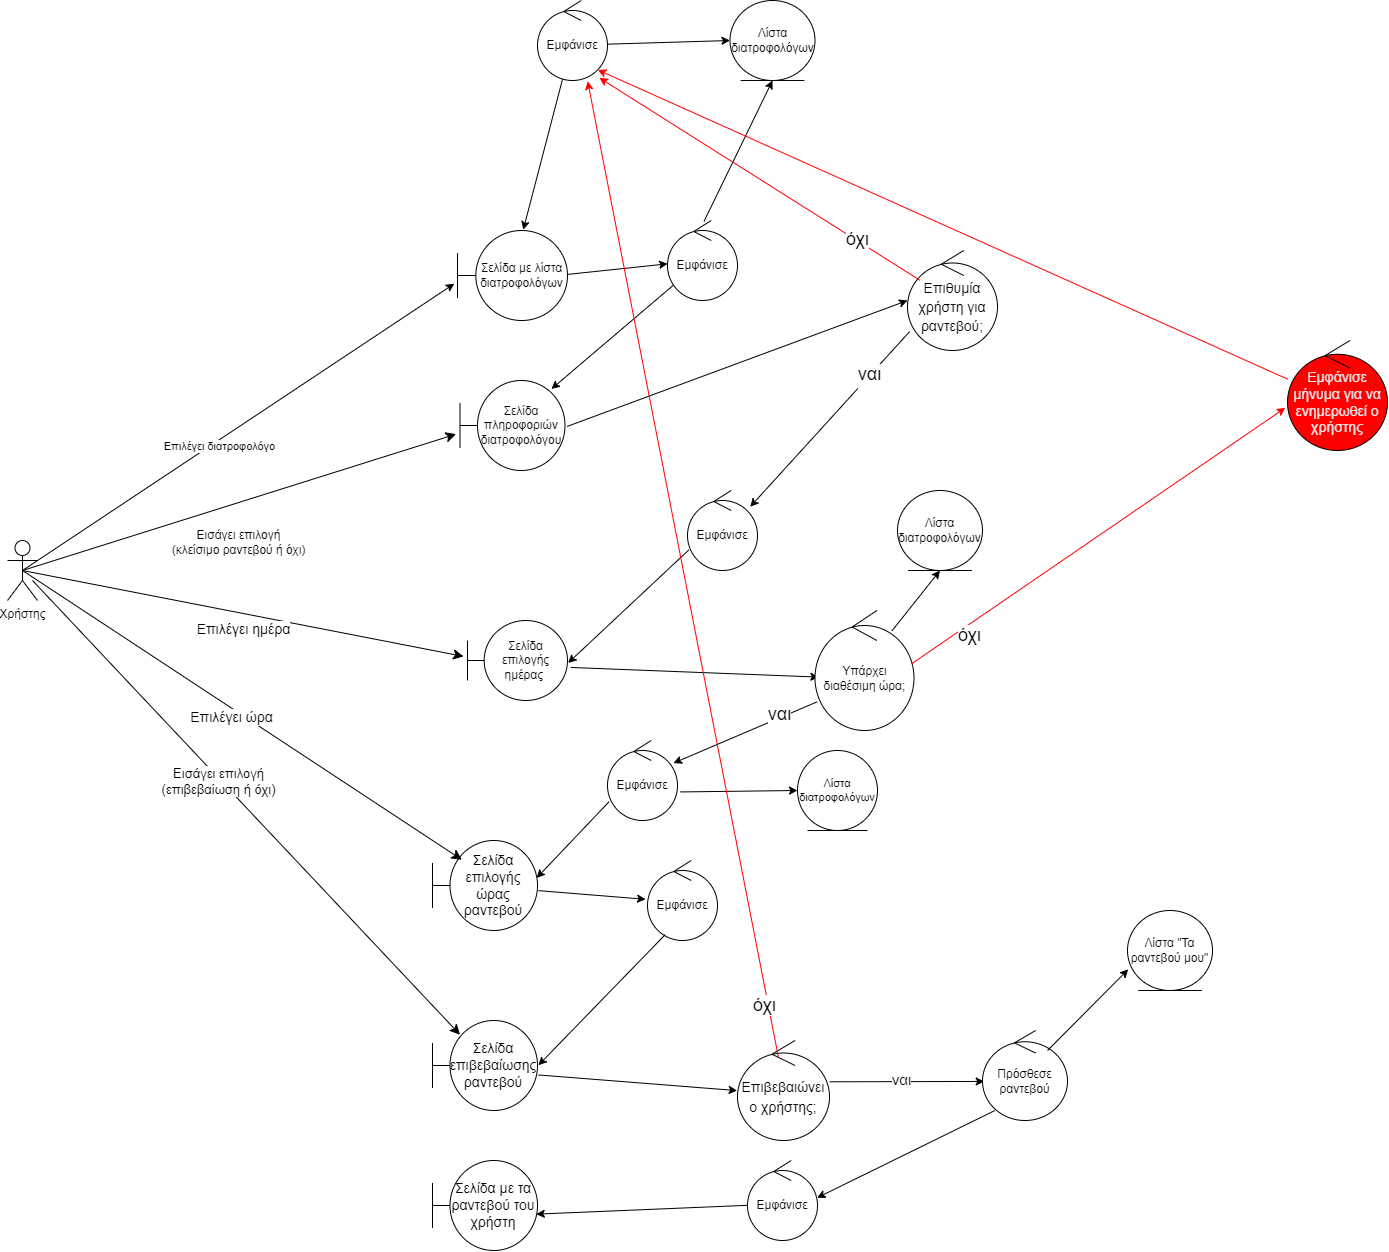 Εμφάνισε
Λίστα
διατροφολόγων
Σελίδα με λίστα
διατροφολόγων
Εμφάνισε
όχι
Επιθυμία
χρήστη για
ραντεβού;
ναι
Εμφάνισε
μήνυμα για να
ενημερωθεί ο
χρήστης
Σελίδα
πληροφοριών
διατροφολόγου
Επιλέγει διατροφολόγο
Εισάγει επιλογή
(κλείσιμο ραντεβού ή όχι)
Εμφάνισε
Λίστα
διατροφολόγων
Χρήστης
Επιλέγει ημέρα
Σελίδα
επιλογής
ημέρας
όχι
Υπάρχει
διαθέσιμη ώρα;
Επιλέγει ώρα
ναι
Εισάγει επιλογή
(επιβεβαίωση ή όχι)
Εμφάνισε
Λίστα
διατροφολόγων
Σελίδα
επιλογής
ώρας
ραντεβού
Εμφάνισε
Λίστα "Τα
ραντεβού μου"
όχι
Σελίδα
επιβεβαίωσης
ραντεβού
Επιβεβαιώνει
ο χρήστης;
ναι
Πρόσθεσε
ραντεβού
Σελίδα με τα
ραντεβού του
χρήστη
Εμφάνισε